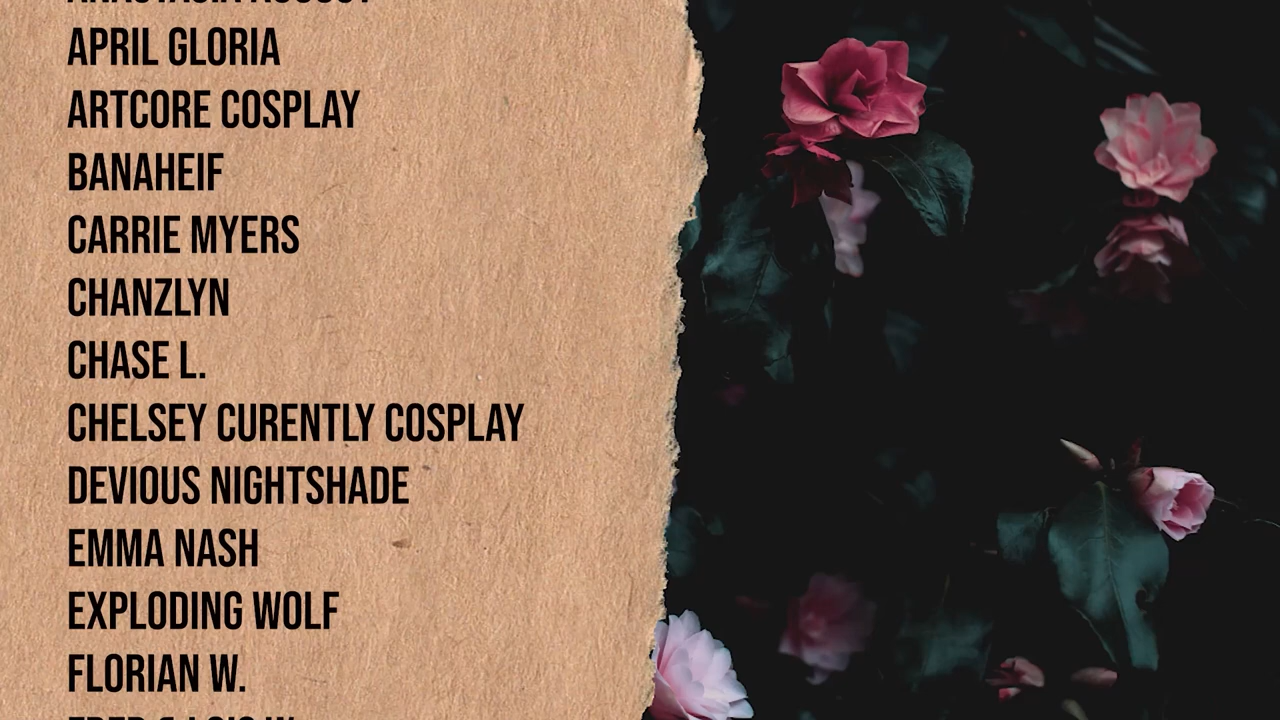 APRIL GLORIA
ARTCORE COSPLAY
BANAHEIF
CARRIE MYERS
CHANZLYN
CHASE L.
CHELSEY CURENTLY COSPLAY
DEVIOUS NIGHTSHADE
EMMA NASH
EXPLODING WOLF
FLORIAN W.